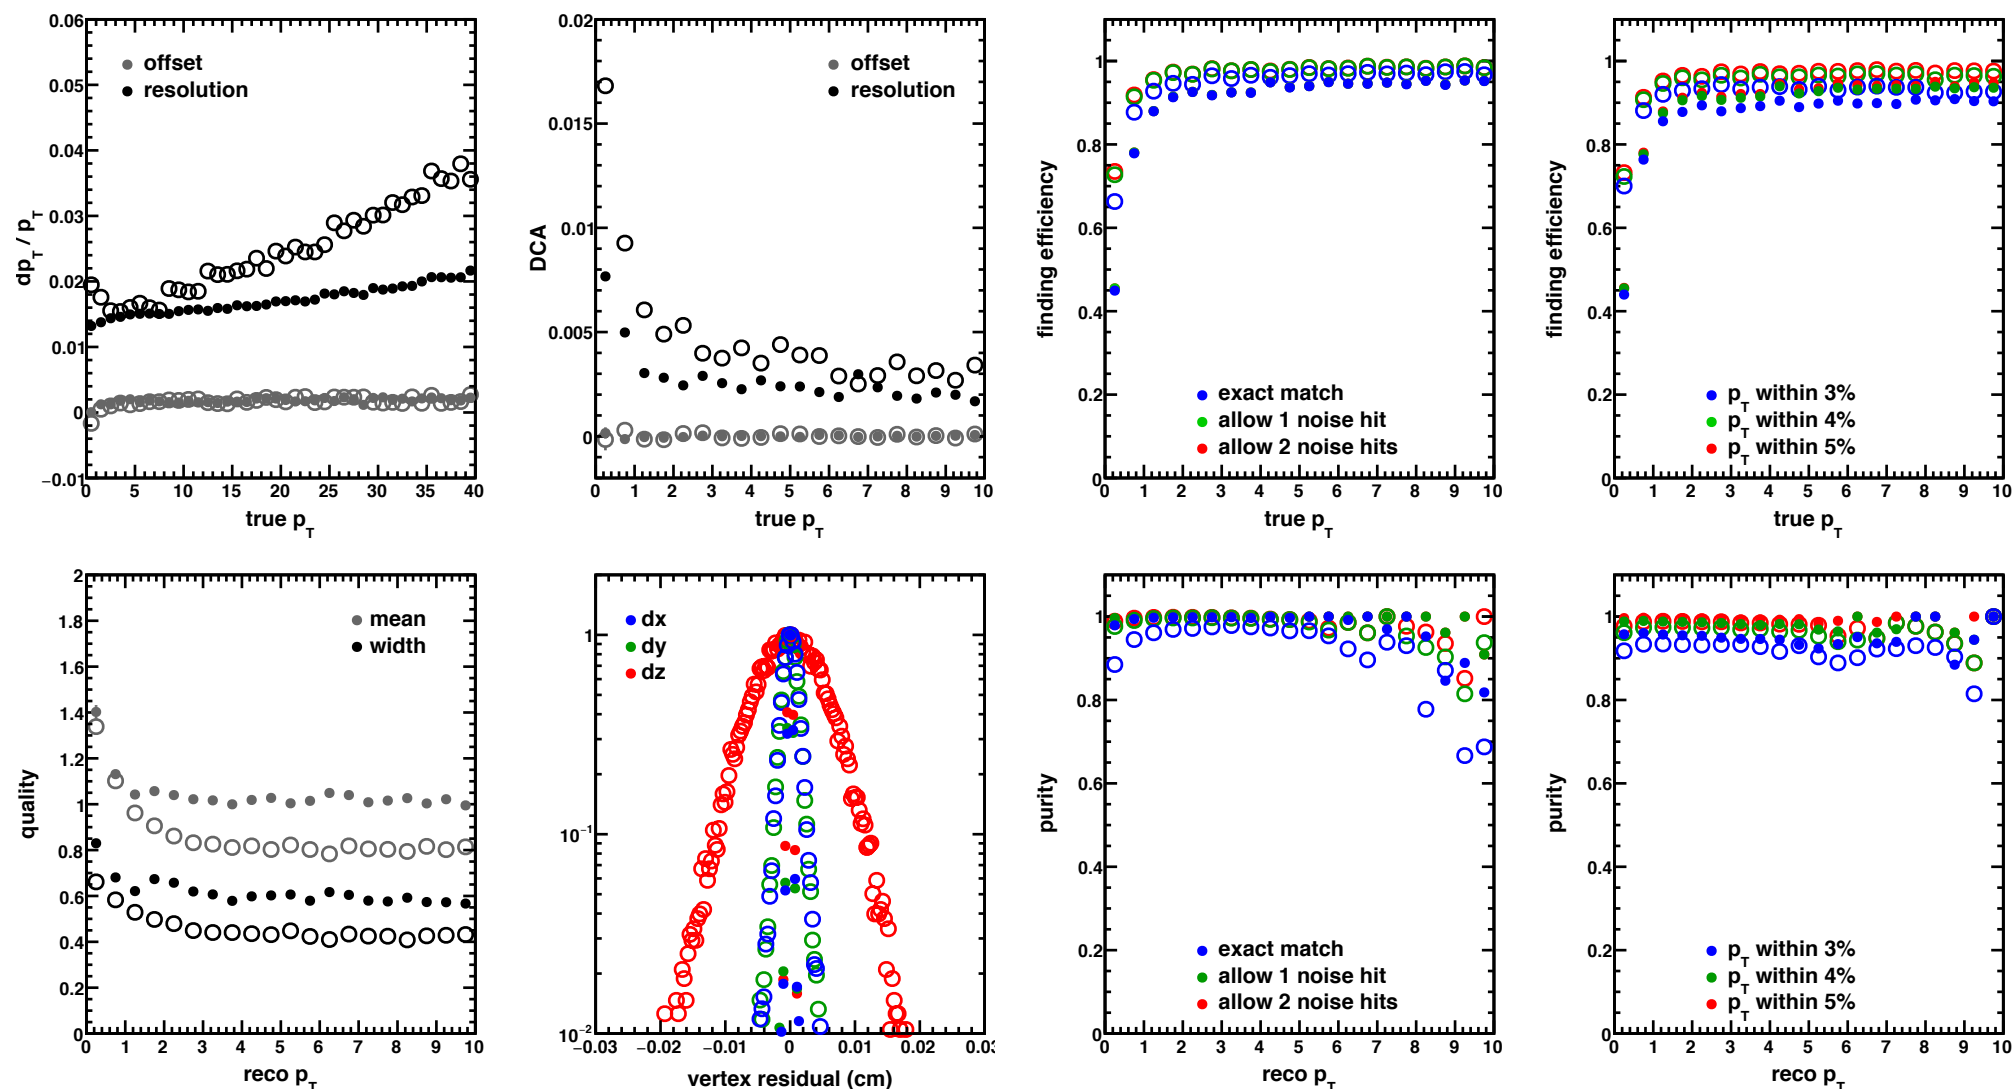 0.06
0.05
0.04
0.03
0.02
0.01
0
−0.01
dp_T / p_T
offset
resolution
0 5 10 15 20 25 30 35 40
true p_T
0.02
0.015
0.01
0.005
0
DCA
offset
resolution
0 1 2 3 4 5 6 7 8 9 10
true p_T
1
0.8
0.6
0.4
0.2
0
finding efficiency
exact match
allow 1 noise hit
allow 2 noise hits
0 1 2 3 4 5 6 7 8 9 10
true p_T
1
0.8
0.6
0.4
0.2
0
finding efficiency
p_T within 3%
p_T within 4%
p_T within 5%
0 1 2 3 4 5 6 7 8 9 10
true p_T
2
1.8
1.6
1.4
1.2
1
0.8
0.6
0.4
0.2
0
quality
mean
width
0 1 2 3 4 5 6 7 8 9 10
reco p_T
1
10^−1
10^−2
dx
dy
dz
−0.03 −0.02 −0.01 0 0.01 0.02
vertex residual (cm)
1
0.8
0.6
0.4
0.2
0
purity
exact match
allow 1 noise hit
allow 2 noise hits
0 1 2 3 4 5 6 7 8 9 10
reco p_T
1
0.8
0.6
0.4
0.2
0
purity
p_T within 3%
p_T within 4%
p_T within 5%
0 1 2 3 4 5 6 7 8 9 10
reco p_T